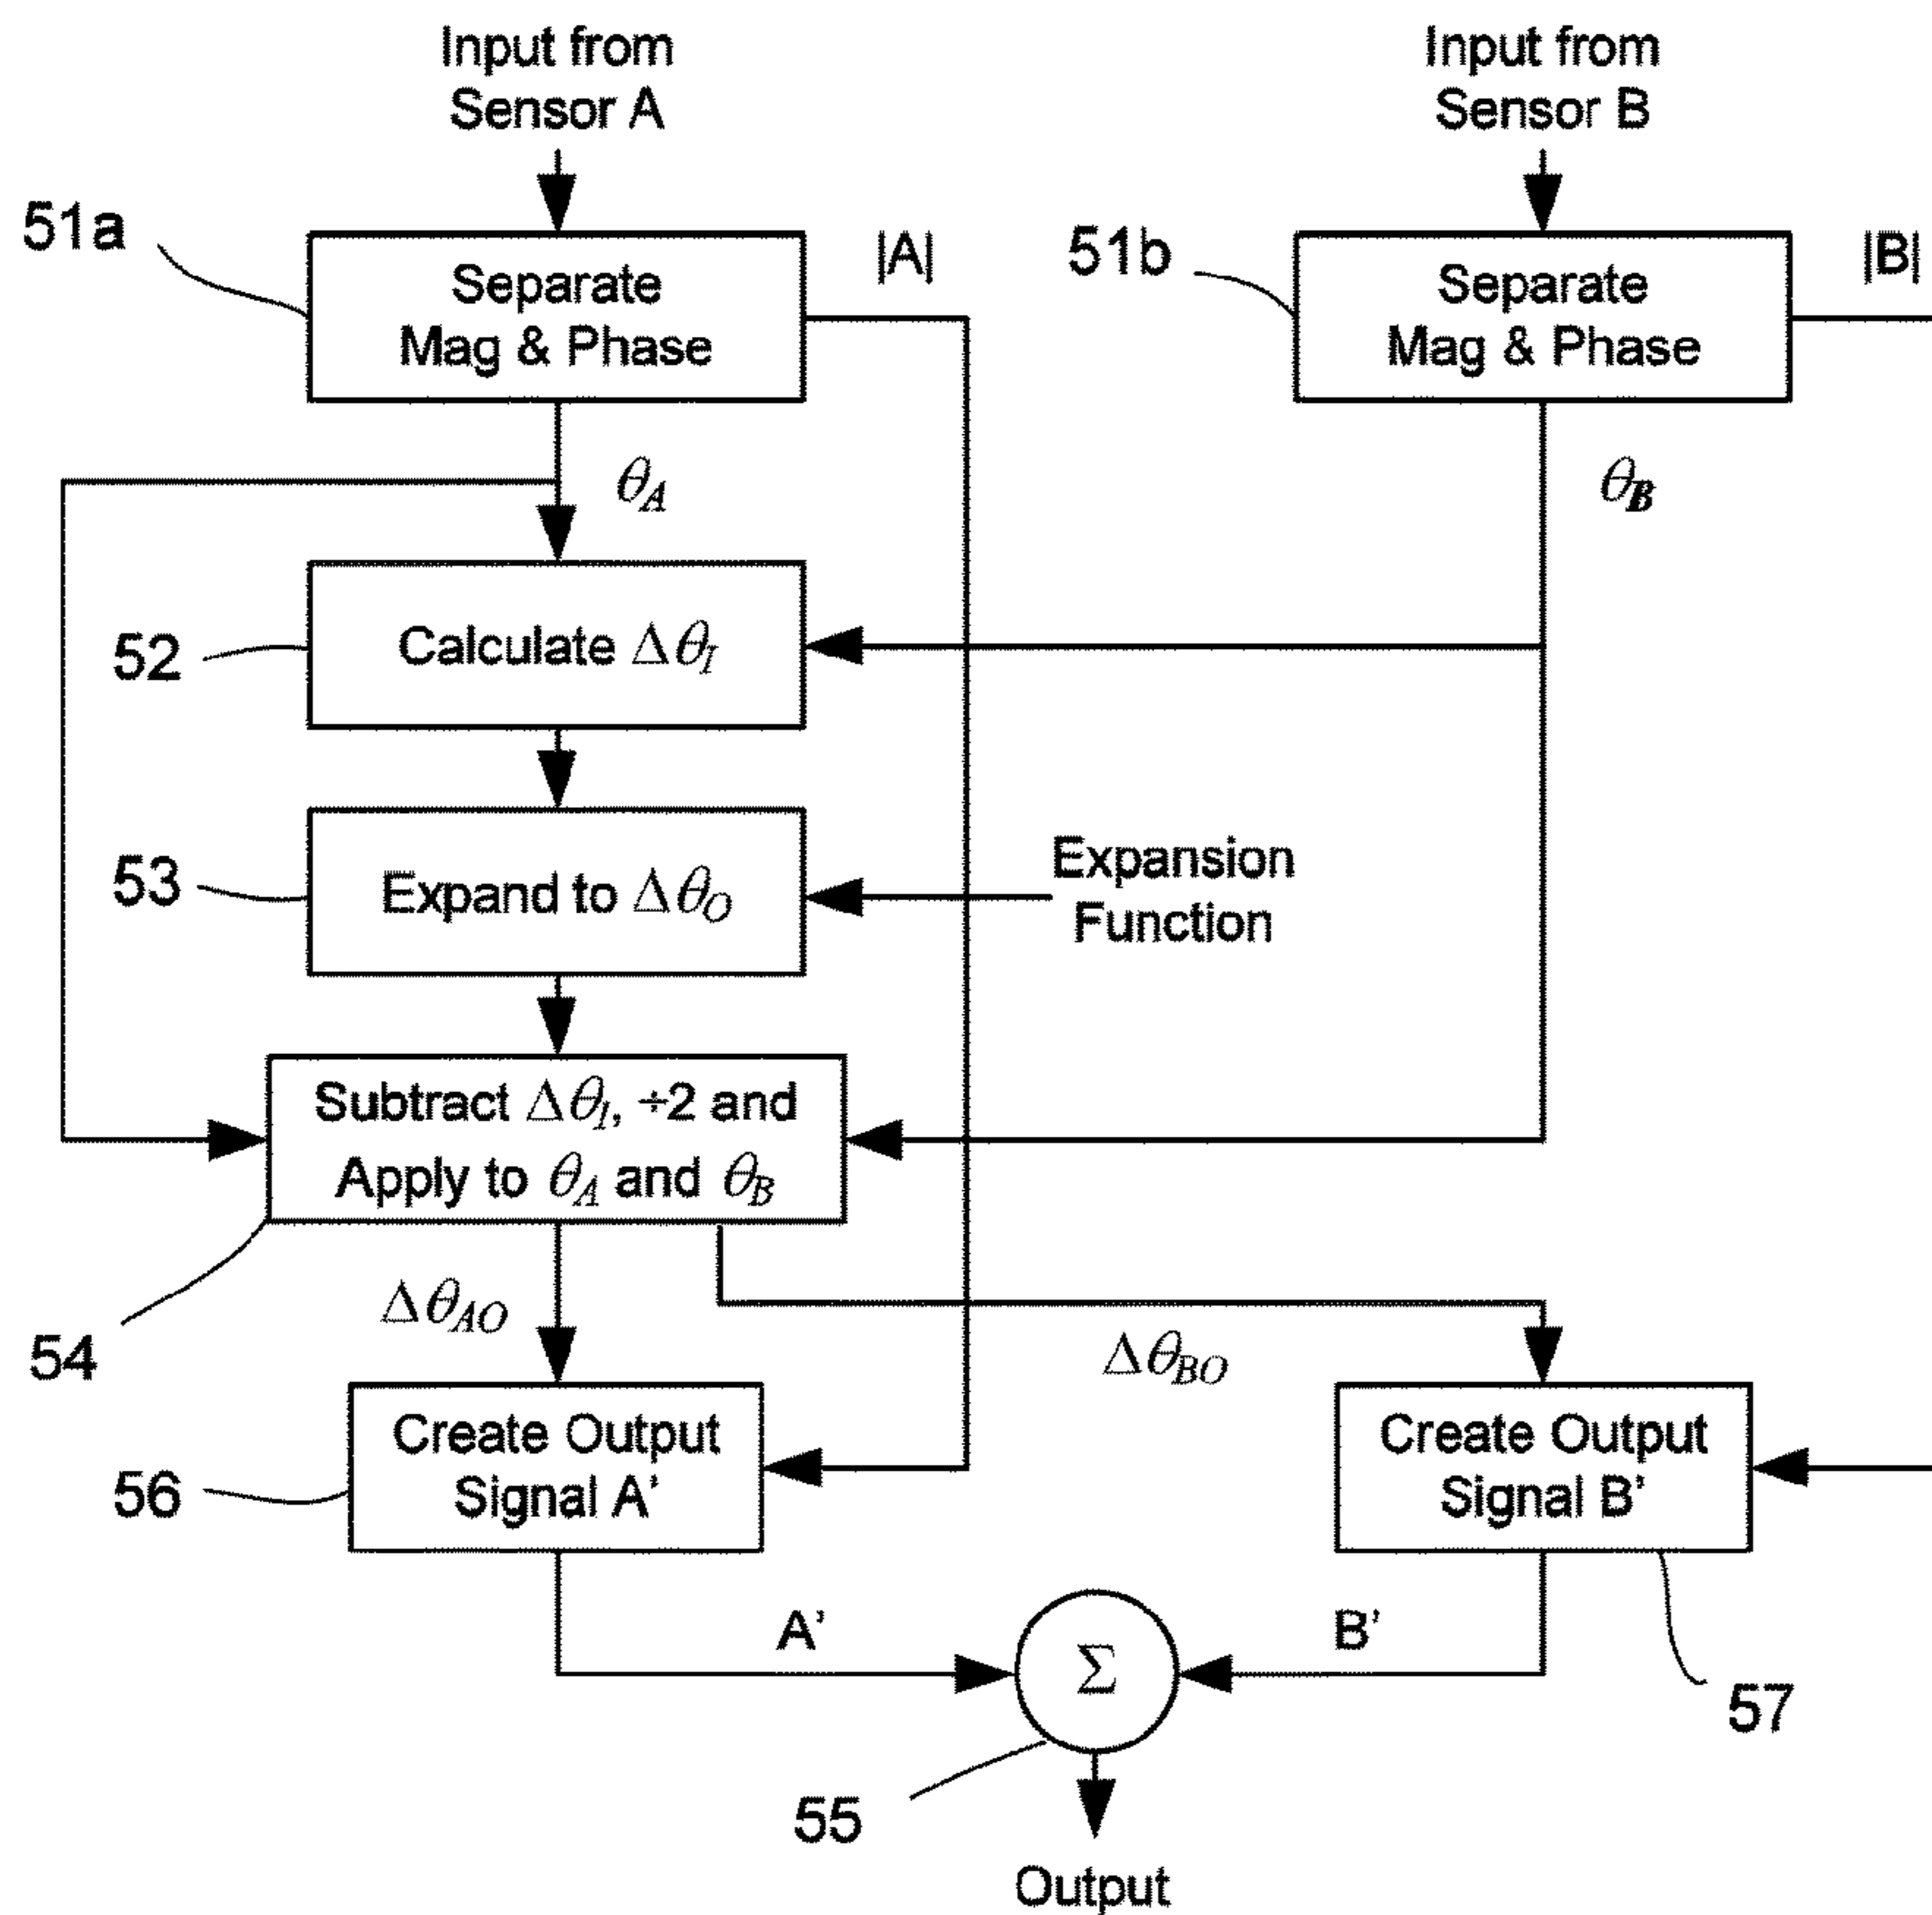 Input from
Sensor A
Input from
Sensor B
51a
Separate
Mag & Phase
|A|
51b
Separate
Mag & Phase
|B|
θA
θB
52
Calculate ΔθI
53
Expand to ΔθO
Expansion
Function
Subtract ΔθI, ÷2 and
Apply to θA and θB
54
ΔθAO
ΔθBO
56
Create Output
Signal A'
Create Output
Signal B'
A'
Σ
B'
57
55
Output